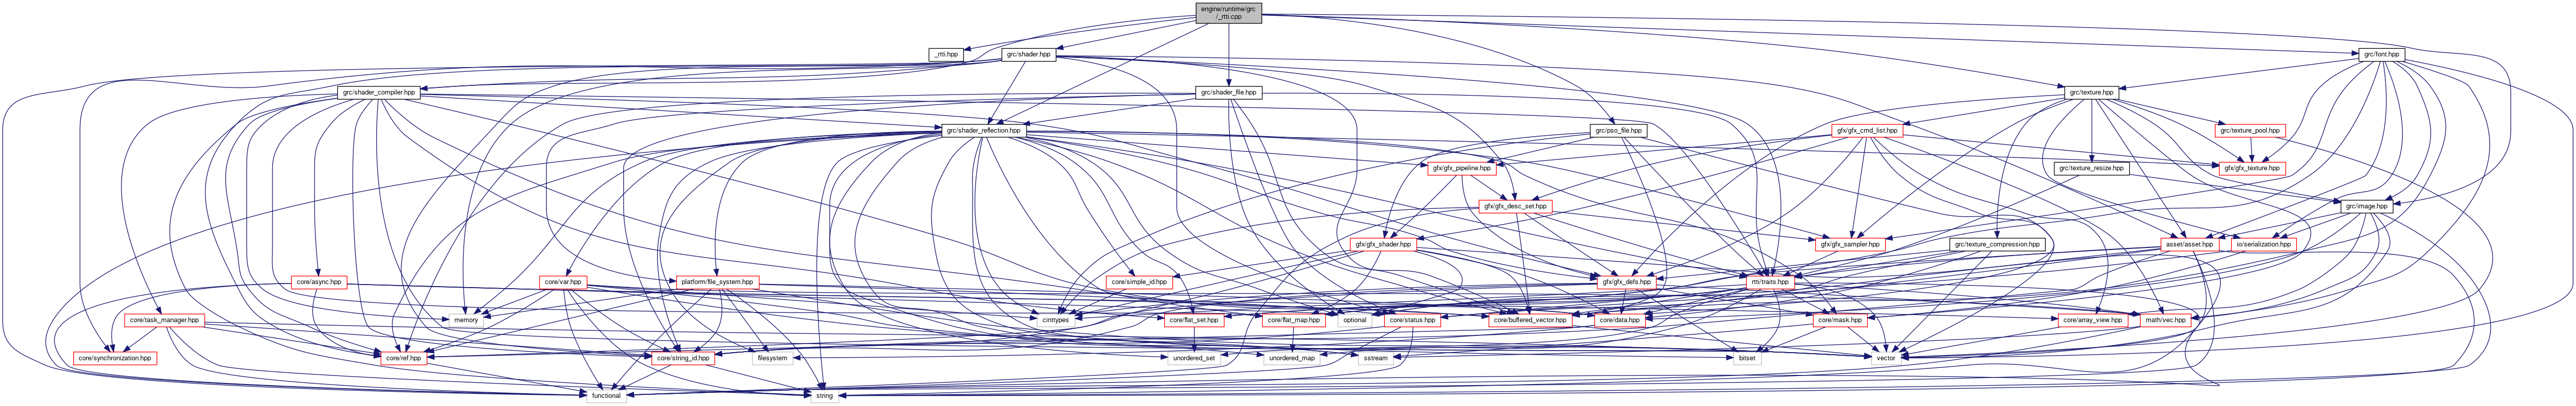 engine/runtime/grc
/_rtti.cpp
_rtti.hpp
grc/shader.hpp
grc/font.hpp
grc/shader_compiler.hpp
grc/shader_file.hpp
grc/texture.hpp
grc/shader_reflection.hpp
grc/pso_file.hpp
gfx/gfx_cmd_list.hpp
grc/texture_pool.hpp
gfx/gfx_pipeline.hpp
grc/texture_resize.hpp
gfx/gfx_texture.hpp
gfx/gfx_desc_set.hpp
grc/image.hpp
gfx/gfx_shader.hpp
gfx/gfx_sampler.hpp
grc/texture_compression.hpp
asset/asset.hpp
io/serialization.hpp
core/async.hpp
core/var.hpp
platform/file_system.hpp
core/simple_id.hpp
gfx/gfx_defs.hpp
rtti/traits.hpp
core/task_manager.hpp
memory
cinttypes
core/flat_set.hpp
core/flat_map.hpp
optional
core/status.hpp
core/buffered_vector.hpp
core/data.hpp
core/mask.hpp
core/array_view.hpp
math/vec.hpp
core/synchronization.hpp
core/ref.hpp
core/string_id.hpp
filesystem
unordered_set
unordered_map
sstream
bitset
vector
functional
string